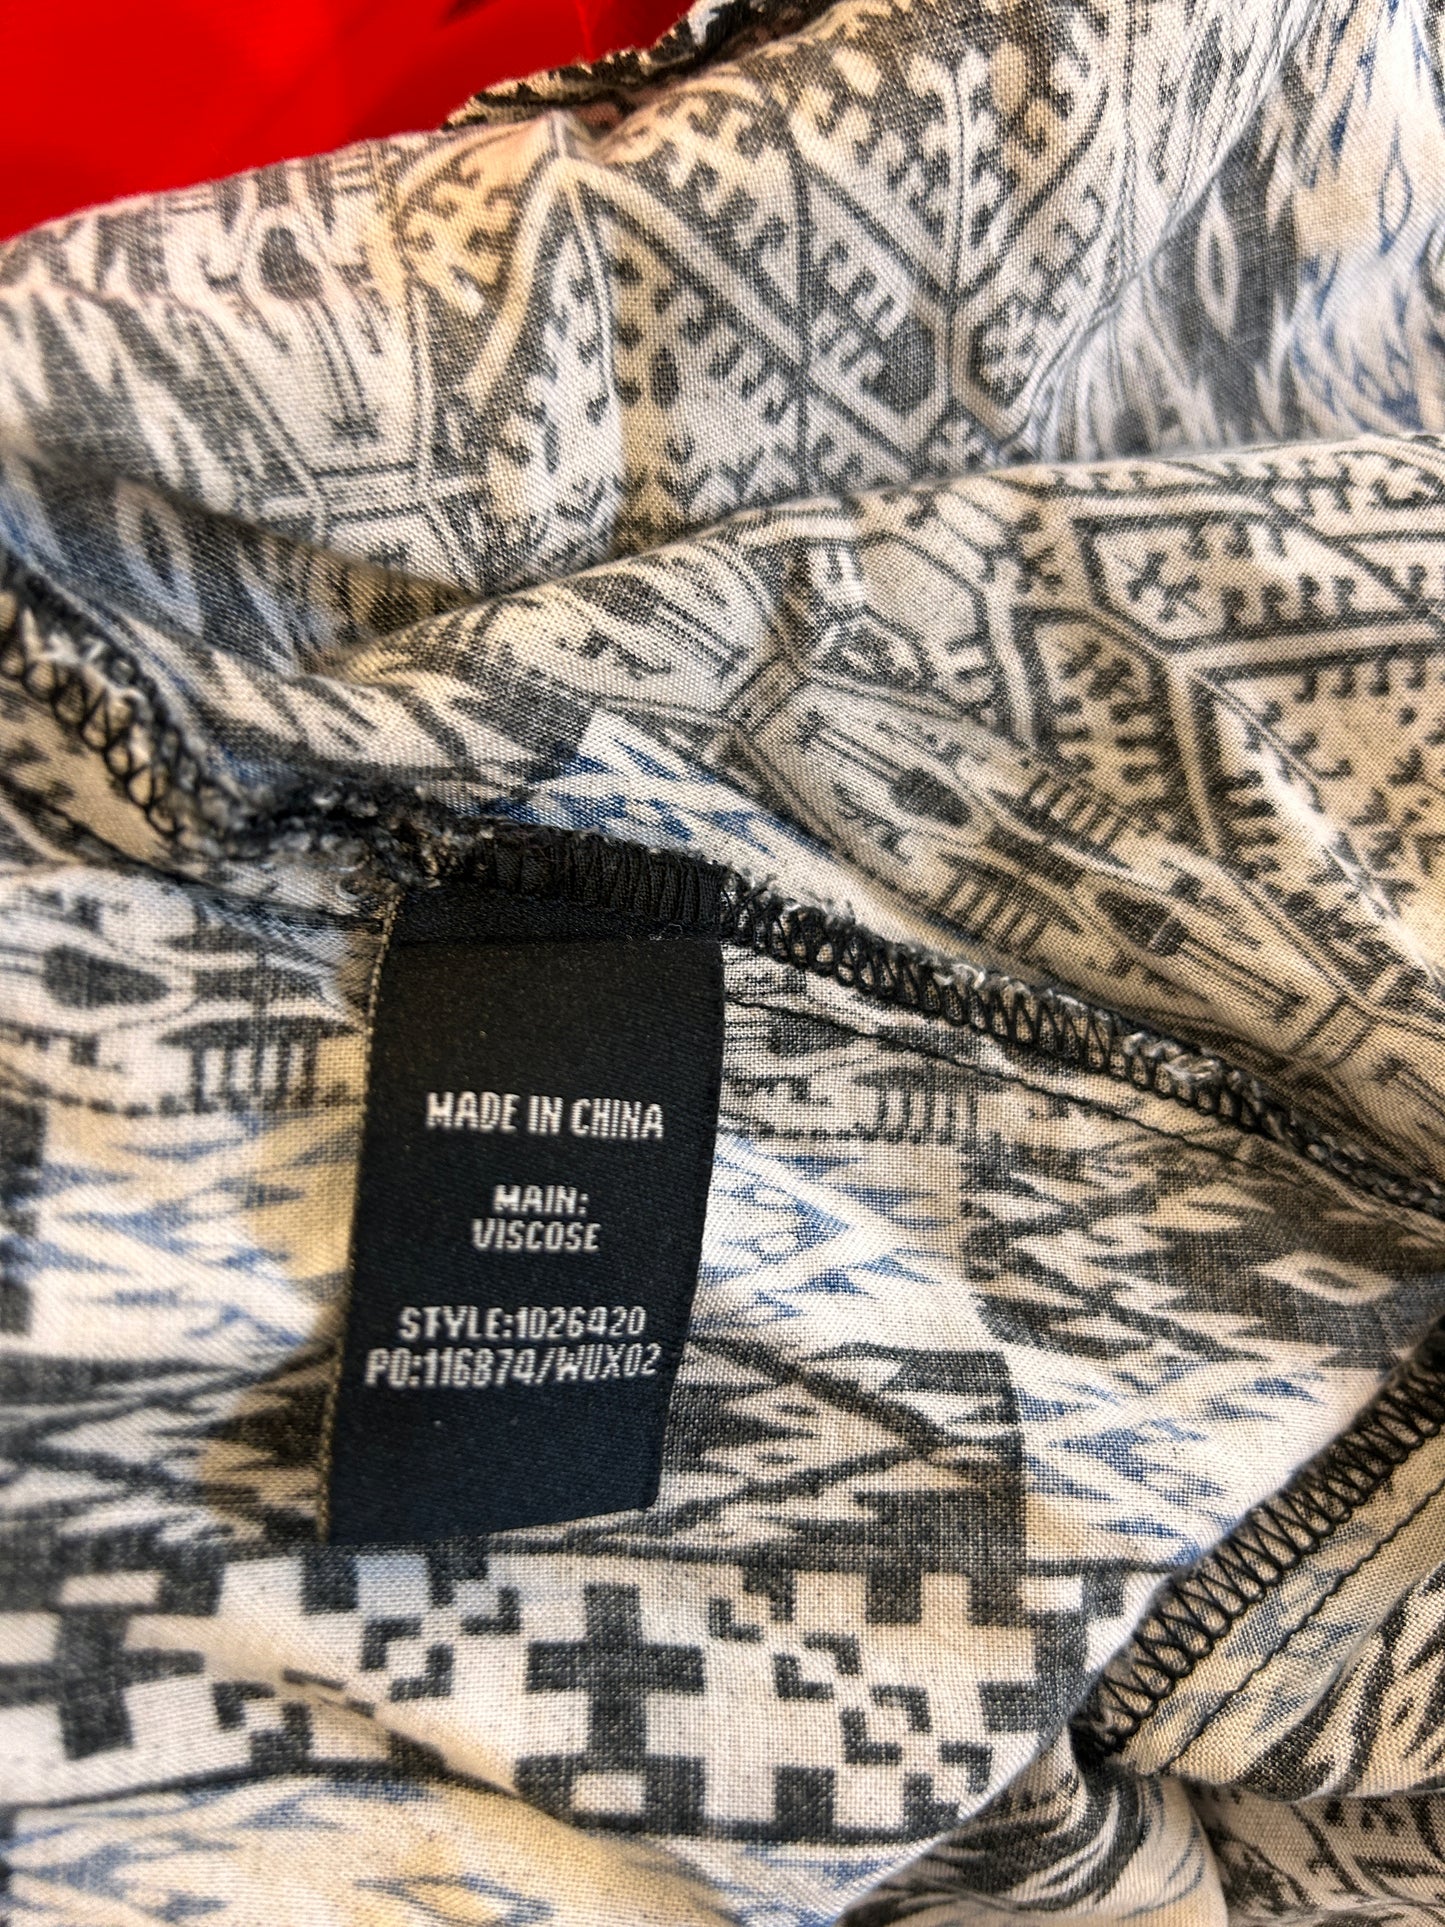 MADE IN CHINA
MAIN:
VISCOSE
STYLE:1026420
PO:116874/WUX02